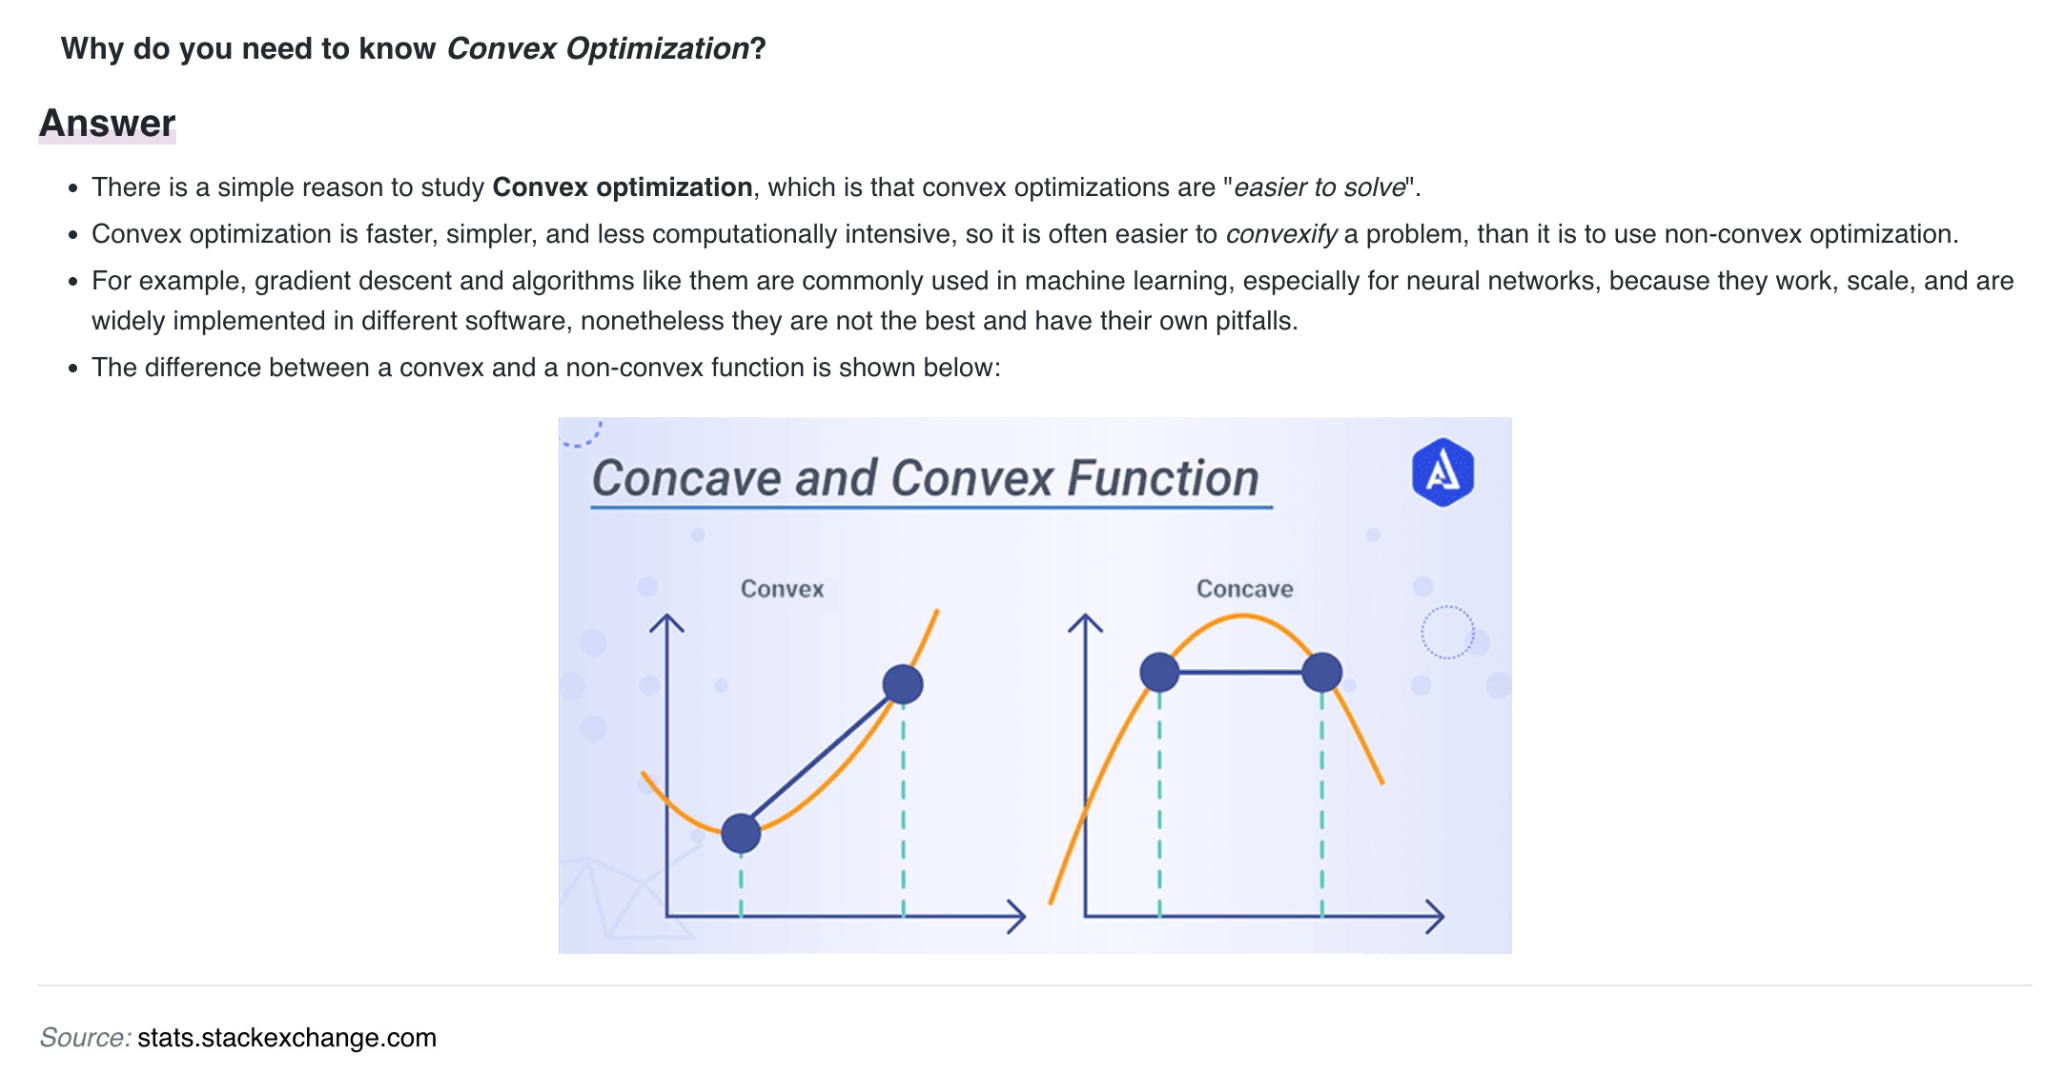 Why do you need to know Convex Optimization?
Answer
• There is a simple reason to study Convex optimization, which is that convex optimizations are "easier to solve".
• Convex optimization is faster, simpler, and less computationally intensive, so it is often easier to convexify a problem, than it is to use non-convex optimization.
• For example, gradient descent and algorithms like them are commonly used in machine learning, especially for neural networks, because they work, scale, and are
widely implemented in different software, nonetheless they are not the best and have their own pitfalls.
• The difference between a convex and a non-convex function is shown below:
Concave and Convex Function
Convex
Concave
Source: stats.stackexchange.com